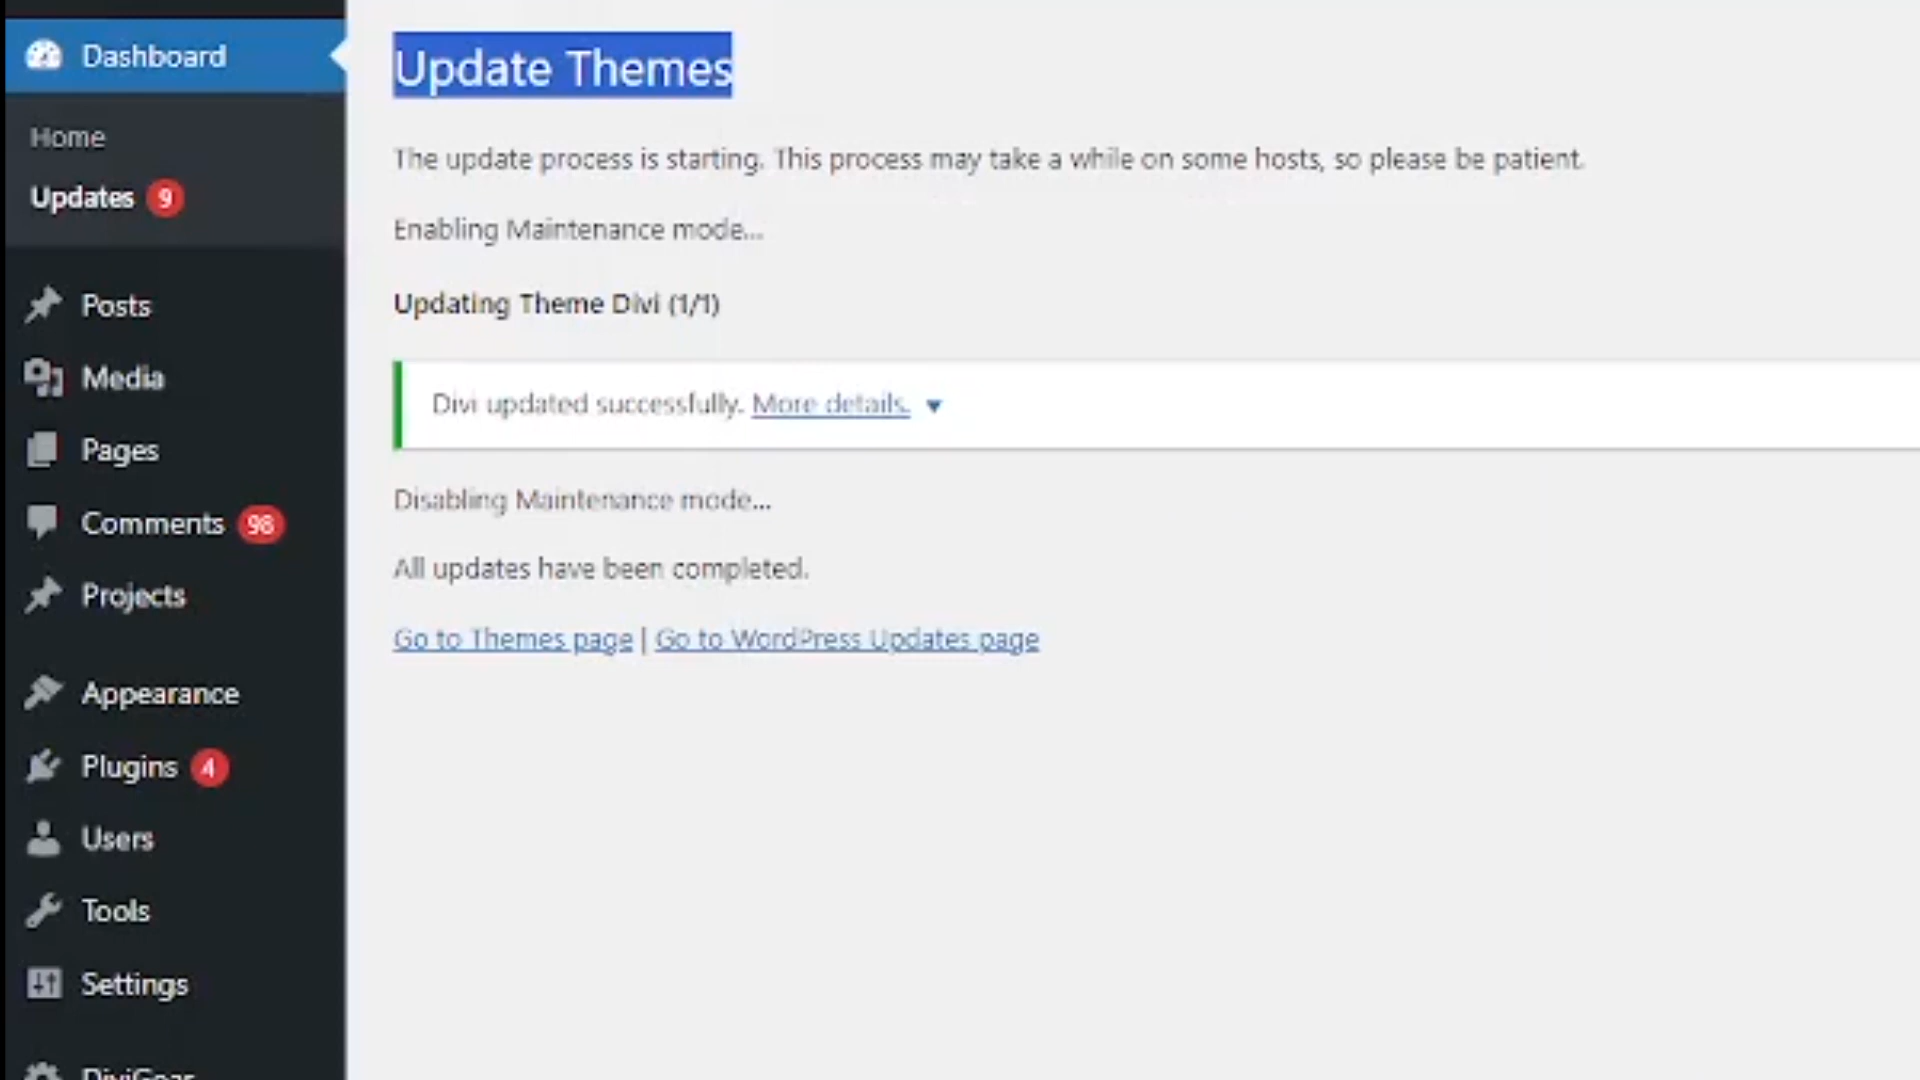 Dashboard
Home
Updates 9
Posts
Media
Pages
Comments 98
Projects
Appearance
Plugins 4
Users
Tools
Settings
DiviGear
Update Themes
The update process is starting. This process may take a while on some hosts, so please be patient.
Enabling Maintenance mode...
Updating Theme Divi (1/1)
Divi updated successfully. More details.
Disabling Maintenance mode...
All updates have been completed.
Go to Themes page | Go to WordPress Updates page